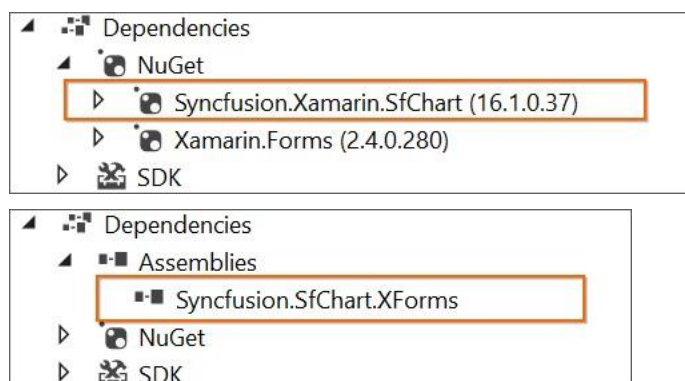 Dependencies
NuGet
Syncfusion.Xamarin.SfChart (16.1.0.37)
Xamarin.Forms (2.4.0.280)
SDK
Dependencies
Assemblies
Syncfusion.SfChart.XForms
NuGet
SDK